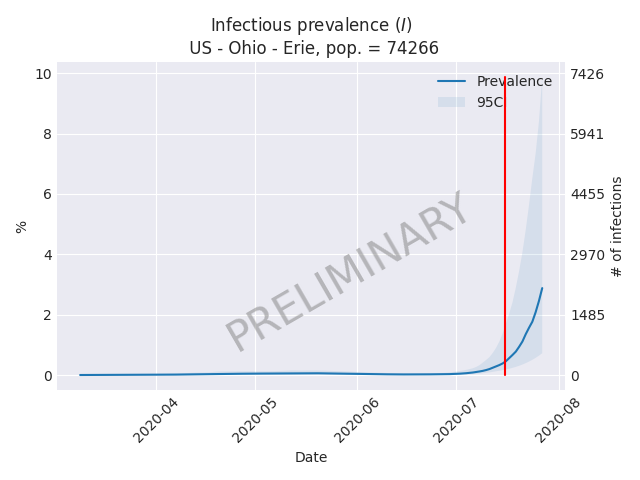 Infectious prevalence (I)
US - Ohio - Erie, pop. = 74266
Prevalence
95C
10
8
6
4
2
0
%
7426
5941
4455
2970
1485
0
# of infections
PRELIMINARY
2020-04
2020-05
2020-06
2020-07
2020-08
Date